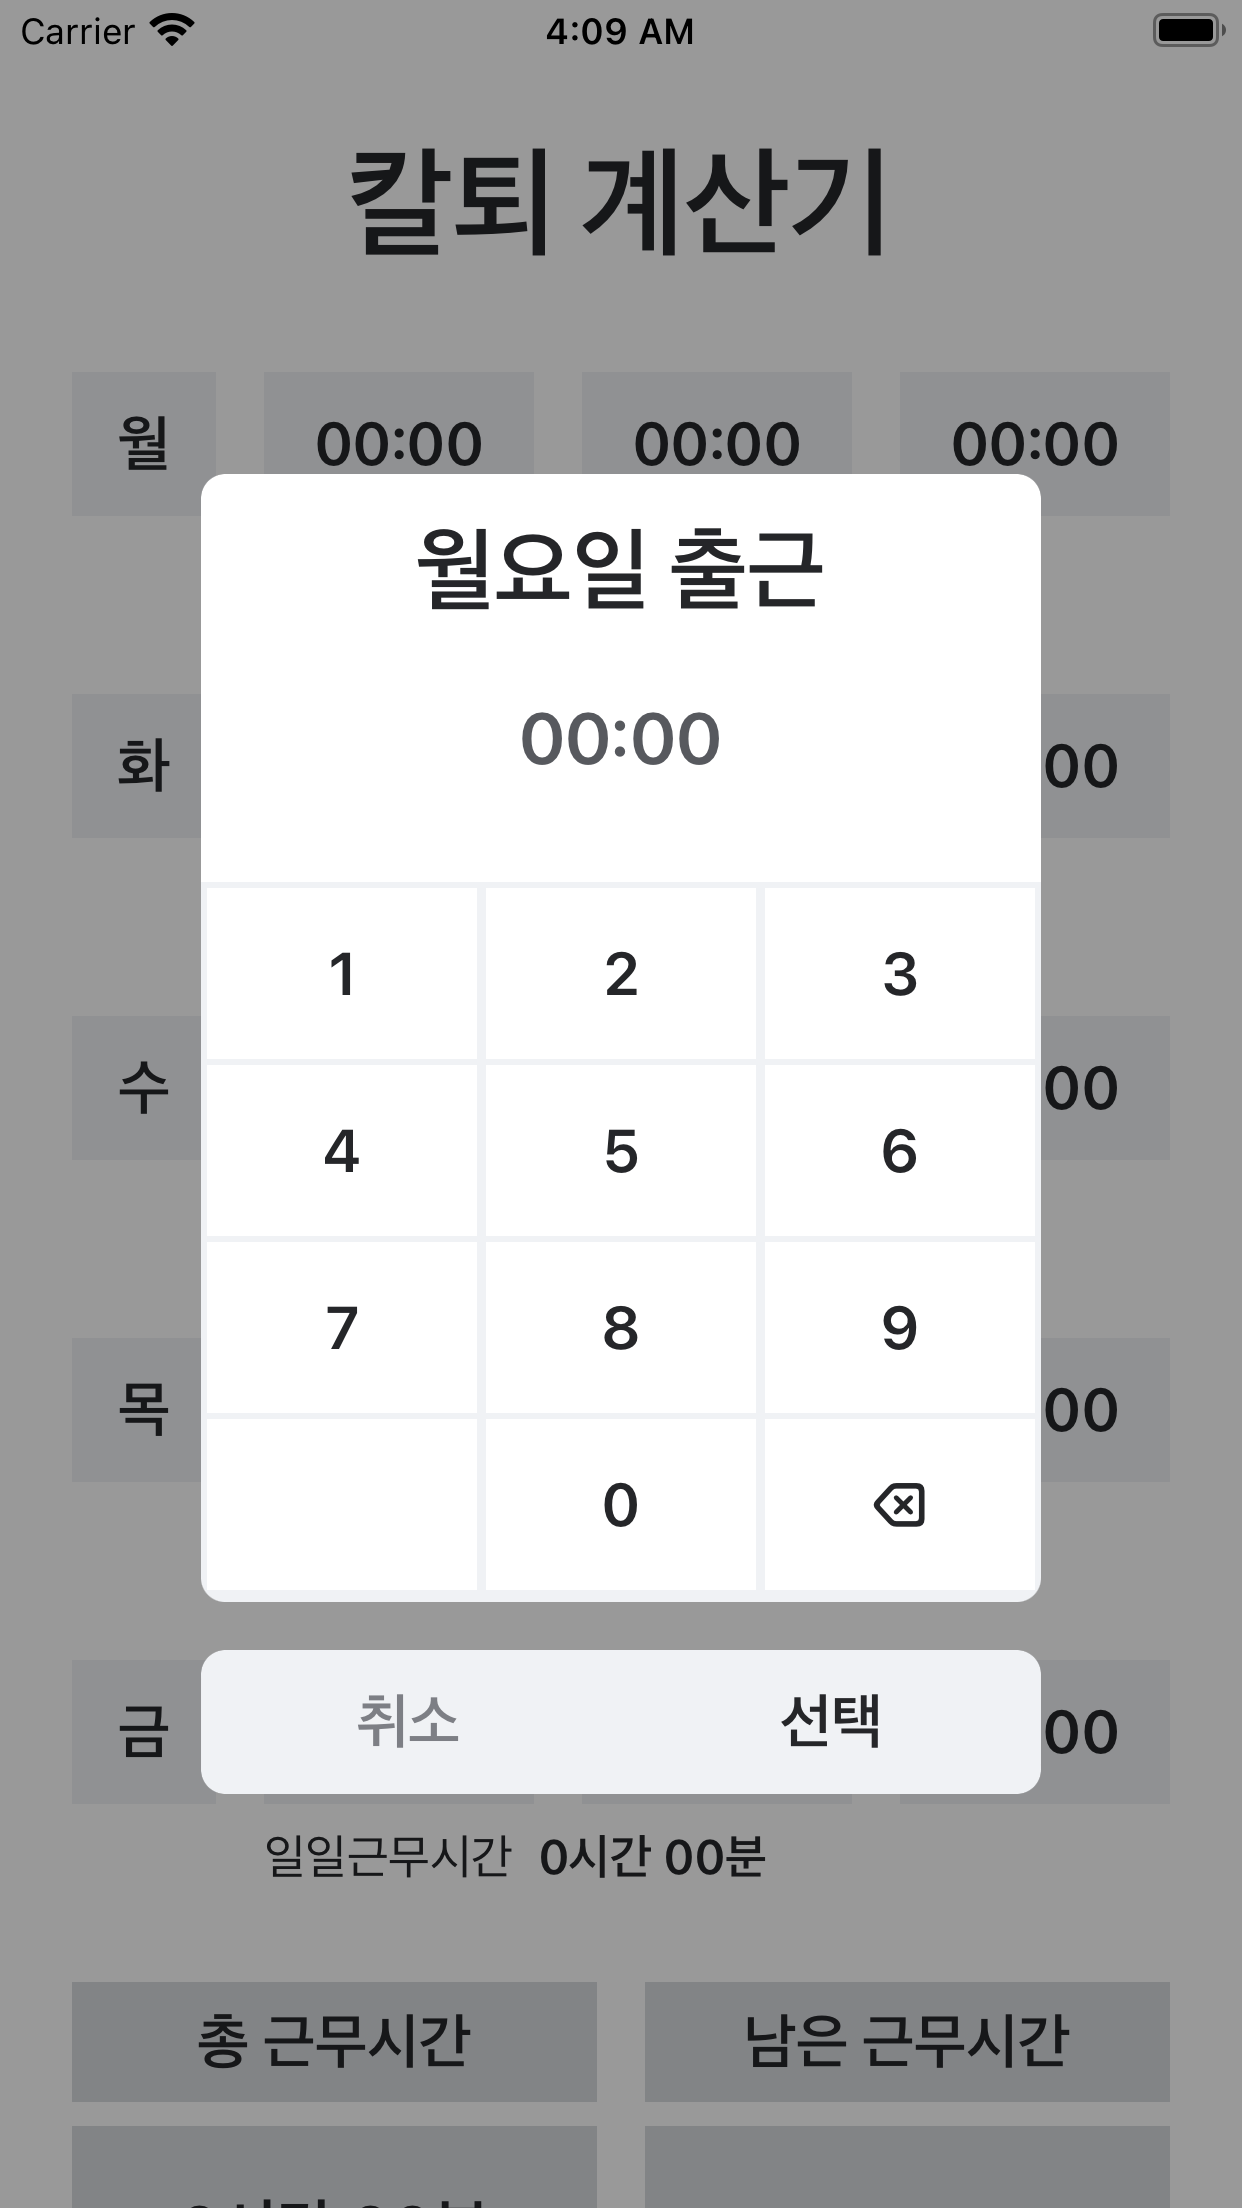 Carrier 4:09 AM
칼퇴 계산기
월 00:00 00:00 00:00
월요일 출근
00:00
화 00
1 2 3
수 00
4 5 6
7 8 9
목 00
0
금 취소 선택 00
일일근무시간 0시간 00분
총 근무시간 남은 근무시간